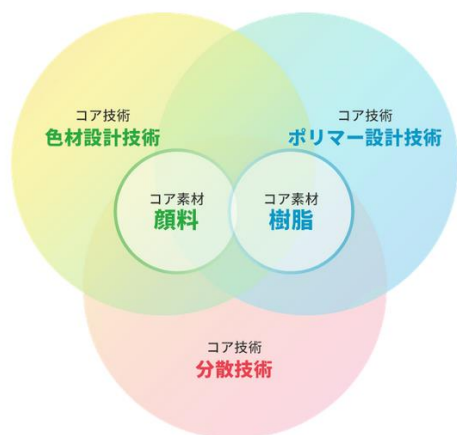 コア技術
色材設計技術
コア技術
ポリマー設計技術
コア素材
顔料
コア素材
樹脂
コア技術
分散技術